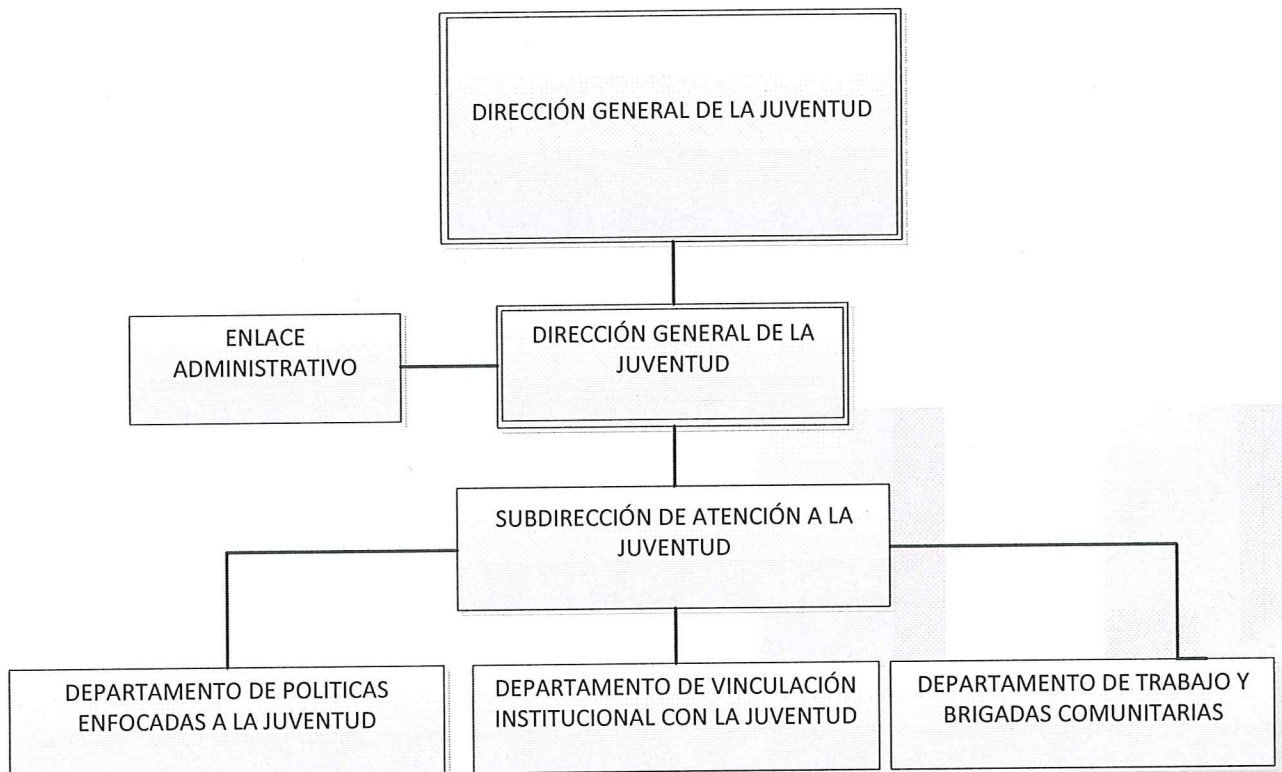 DIRECCIÓN GENERAL DE LA JUVENTUD
ENLACE
ADMINISTRATIVO
DIRECCIÓN GENERAL DE LA
JUVENTUD
SUBDIRECCIÓN DE ATENCIÓN A LA
JUVENTUD
DEPARTAMENTO DE POLITICAS
ENFOCADAS A LA JUVENTUD
DEPARTAMENTO DE VINCULACIÓN
INSTITUCIONAL CON LA JUVENTUD
DEPARTAMENTO DE TRABAJO Y
BRIGADAS COMUNITARIAS